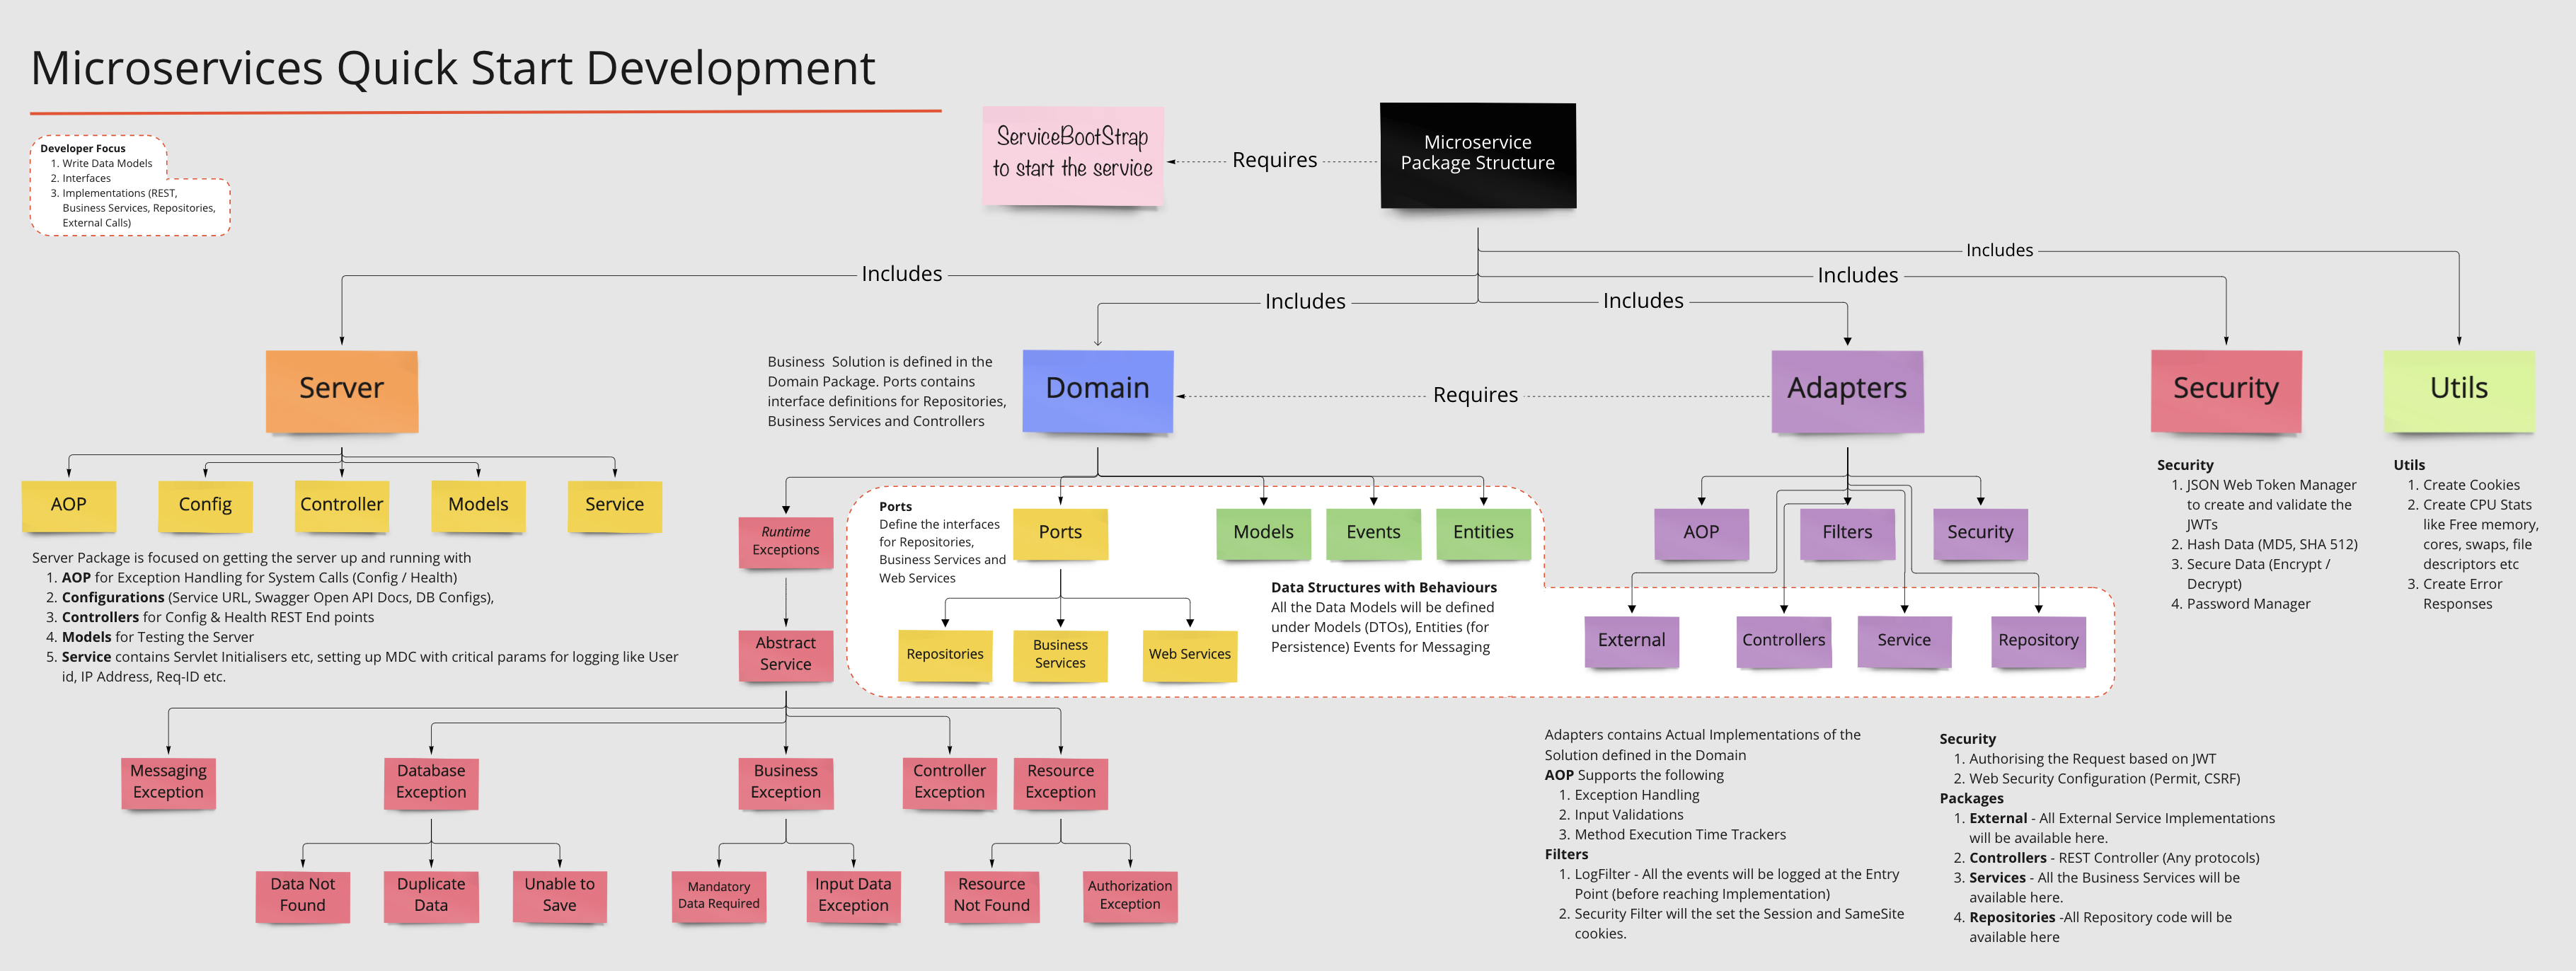 Microservices Quick Start Development
Developer Focus
1. Write Data Models
2. Interfaces
3. Implementations (REST,
Business Services, Repositories,
External Calls)
ServiceBootStrap
to start the service
Requires
Microservice
Package Structure
Includes
Includes
Includes
Includes
Includes
Server
Business  Solution is defined in the
Domain Package. Ports contains
interface definitions for Repositories,
Business Services and Controllers
Domain
Requires
Adapters
Security
Utils
AOP
Config
Controller
Models
Service
Server Package is focused on getting the server up and running with
1. AOP for Exception Handling for System Calls (Config / Health)
2. Configurations (Service URL, Swagger Open API Docs, DB Configs),
3. Controllers for Config & Health REST End points
4. Models for Testing the Server
5. Service contains Servlet Initialisers etc, setting up MDC with critical params for logging like User
id, IP Address, Req-ID etc.
Runtime
Exceptions
Abstract
Service
Ports
Define the interfaces
for Repositories,
Business Services and
Web Services
Ports
Models
Events
Entities
Repositories
Business
Services
Web Services
Data Structures with Behaviours
All the Data Models will be defined
under Models (DTOs), Entities (for
Persistence) Events for Messaging
AOP
Filters
Security
External
Controllers
Service
Repository
Security
1. JSON Web Token Manager
to create and validate the
JWTs
2. Hash Data (MD5, SHA 512)
3. Secure Data (Encrypt /
Decrypt)
4. Password Manager
Utils
1. Create Cookies
2. Create CPU Stats
like Free memory,
cores, swaps, file
descriptors etc
3. Create Error
Responses
Messaging
Exception
Database
Exception
Business
Exception
Controller
Exception
Resource
Exception
Data Not
Found
Duplicate
Data
Unable to
Save
Mandatory
Data Required
Input Data
Exception
Resource
Not Found
Authorization
Exception
Adapters contains Actual Implementations of the
Solution defined in the Domain
AOP Supports the following
1. Exception Handling
2. Input Validations
3. Method Execution Time Trackers
Filters
1. LogFilter - All the events will be logged at the Entry
Point (before reaching Implementation)
2. Security Filter will the set the Session and SameSite
cookies.
Security
1. Authorising the Request based on JWT
2. Web Security Configuration (Permit, CSRF)
Packages
1. External - All External Service Implementations
will be available here.
2. Controllers - REST Controller (Any protocols)
3. Services - All the Business Services will be
available here.
4. Repositories -All Repository code will be
available here